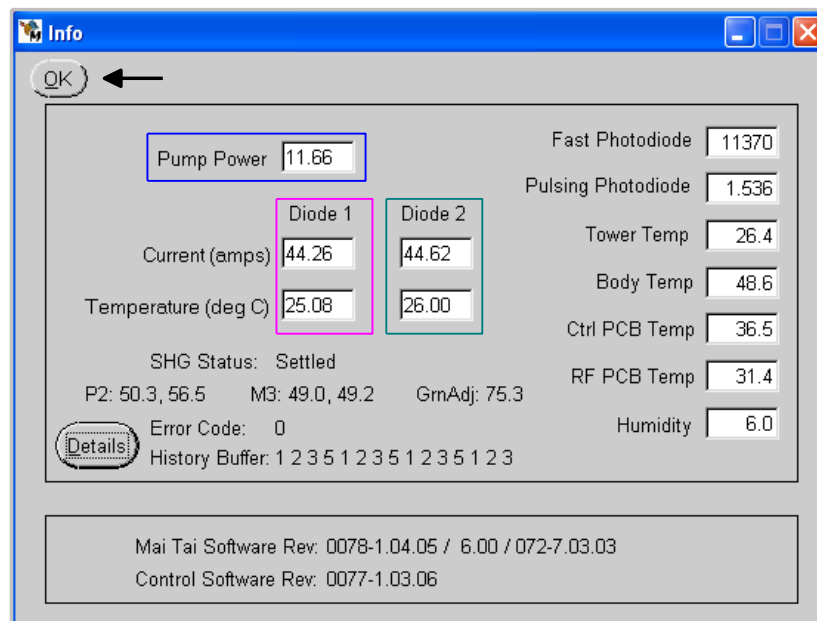 Info
OK
Pump Power 11.66
Diode 1 Diode 2
Current (amps) 44.26 44.62
Temperature (deg C) 25.08 26.00
Fast Photodiode 11370
Pulsing Photodiode 1.536
Tower Temp 26.4
Body Temp 48.6
Ctrl PCB Temp 36.5
RF PCB Temp 31.4
Humidity 6.0
SHG Status: Settled
P2: 50.3, 56.5 M3: 49.0, 49.2 GrnAdj: 75.3
Details
Error Code: 0
History Buffer: 1 2 3 5 1 2 3 5 1 2 3 5 1 2 3
Mai Tai Software Rev: 0078-1.04.05 / 6.00 / 072-7.03.03
Control Software Rev: 0077-1.03.06